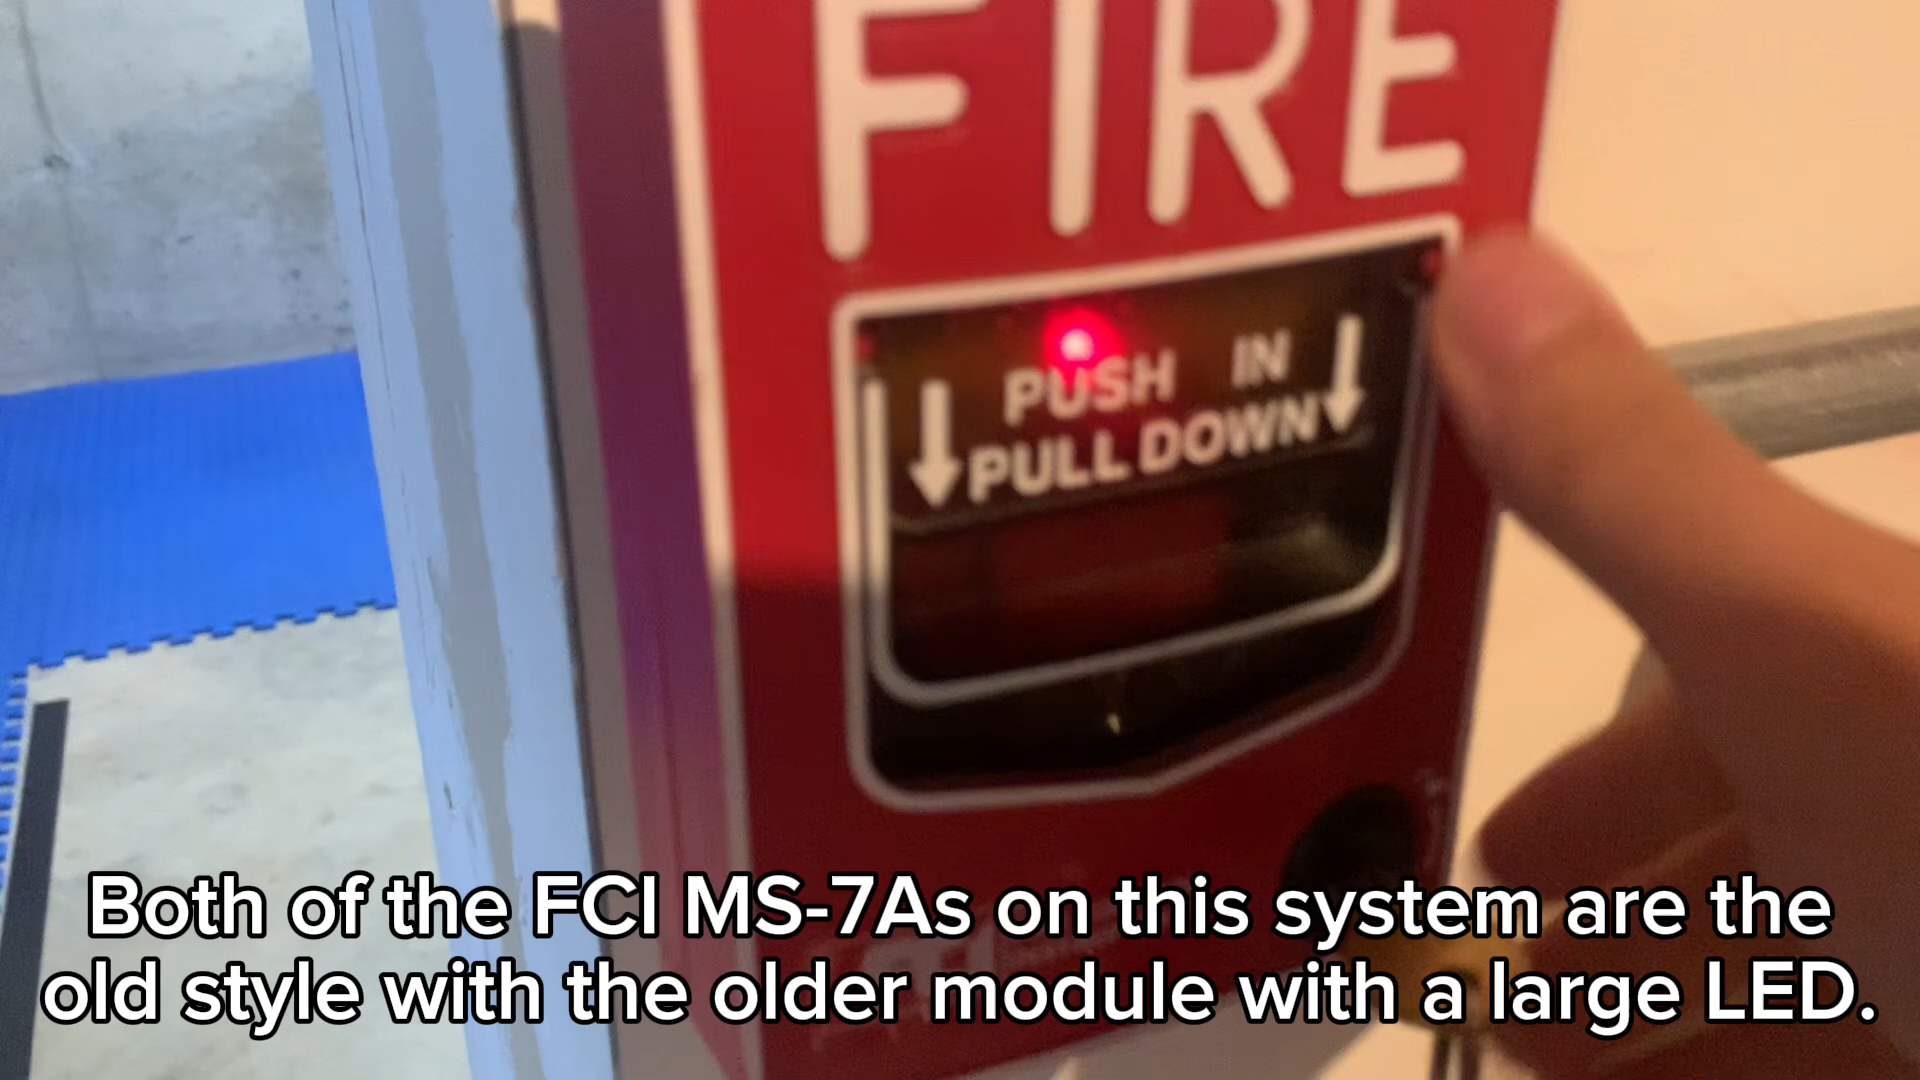 FIRE
PUSH IN
PULL DOWN
Both of the FCI MS-7As on this system are the
old style with the older module with a large LED.